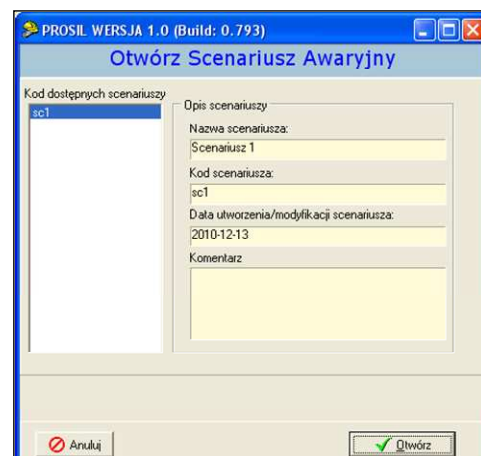 PROSIL WERSJA 1.0 (Build: 0.793)
Otwórz Scenariusz Awaryjny
Kod dostępnych scenariuszy
sc1
Opis scenariuszy
Nazwa scenariusza:
Scenariusz 1
Kod scenariusza:
sc1
Data utworzenia/modyfikacji scenariusza:
2010-12-13
Komentarz
Anuluj
Otwórz